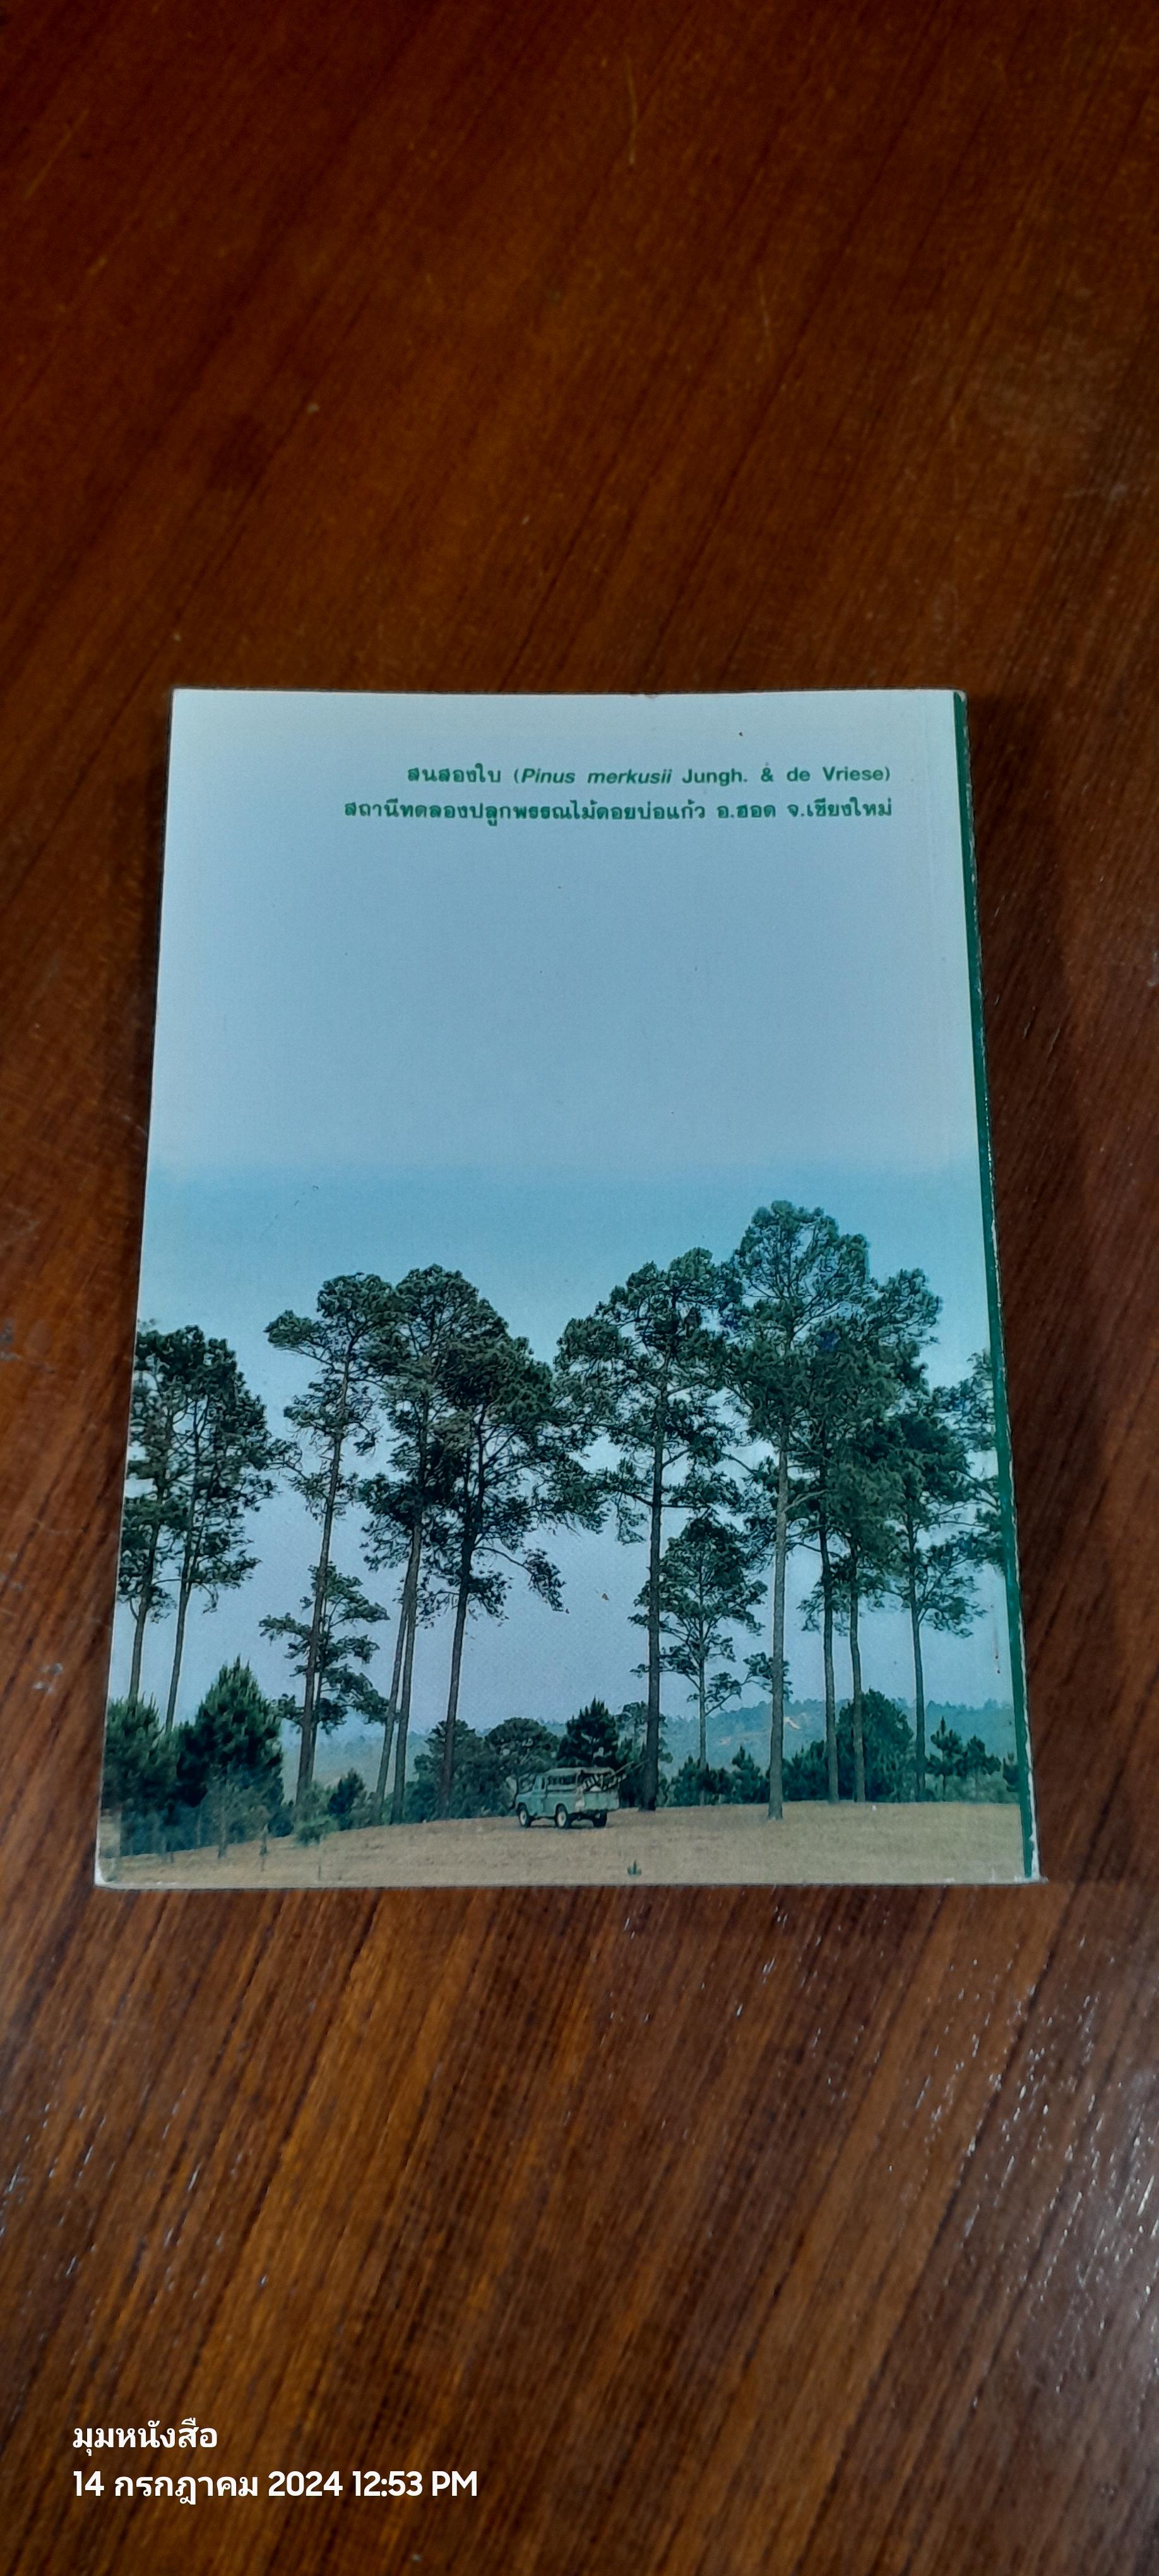 สนสองใบ (Pinus merkusii Jungh. & de Vriese)
สถานีทดลองปลูกพรรณไม้ดอยบ่อแก้ว อ.ฮอด จ.เชียงใหม่
มุมหนังสือ
14 กรกฎาคม 2024 12:53 PM